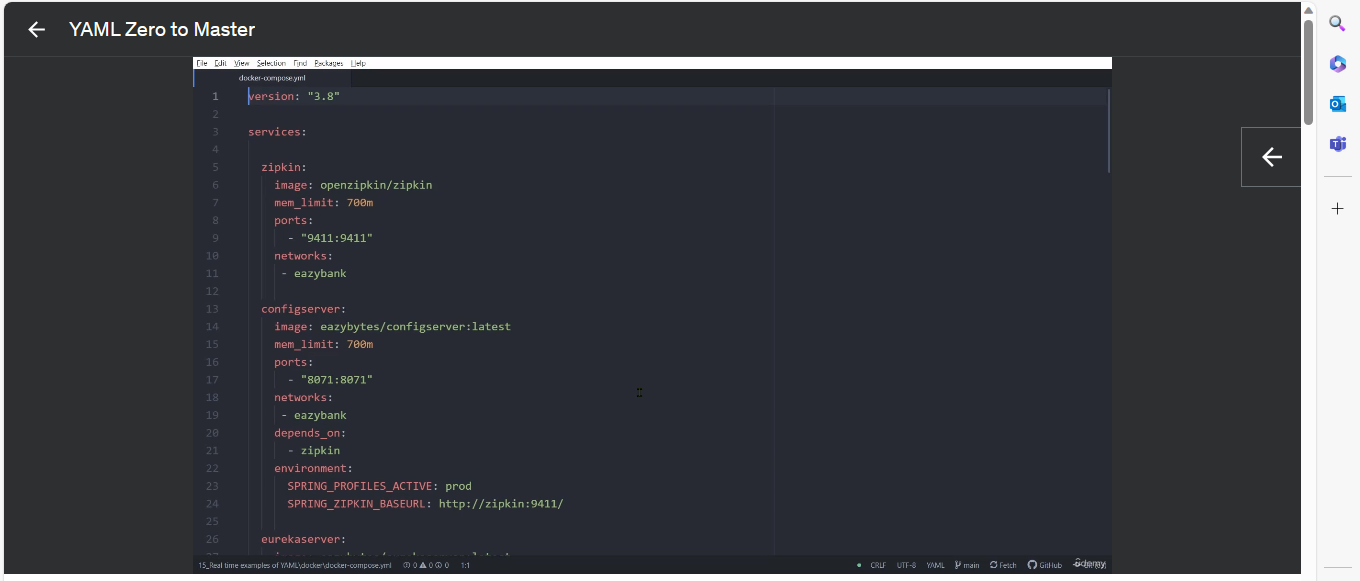 YAML Zero to Master
File Edit View Selection Find Packages Help
docker-compose.yml
1 version: "3.8"
2
3 services:
4
5 zipkin:
6 image: openzipkin/zipkin
7 mem_limit: 700m
8 ports:
9 - "9411:9411"
10 networks:
11 - eazybank
12
13 configserver:
14 image: eazybytes/configserver:latest
15 mem_limit: 700m
16 ports:
17 - "8071:8071"
18 networks:
19 - eazybank
20 depends_on:
21 - zipkin
22 environment:
23 SPRING_PROFILES_ACTIVE: prod
24 SPRING_ZIPKIN_BASEURL: http://zipkin:9411/
25
26 eurekaserver:
15_Real time examples of YAML\docker\docker-compose.yml 0 0 0 1:1 CRLF UTF-8 YAML main Fetch GitHub
udemy